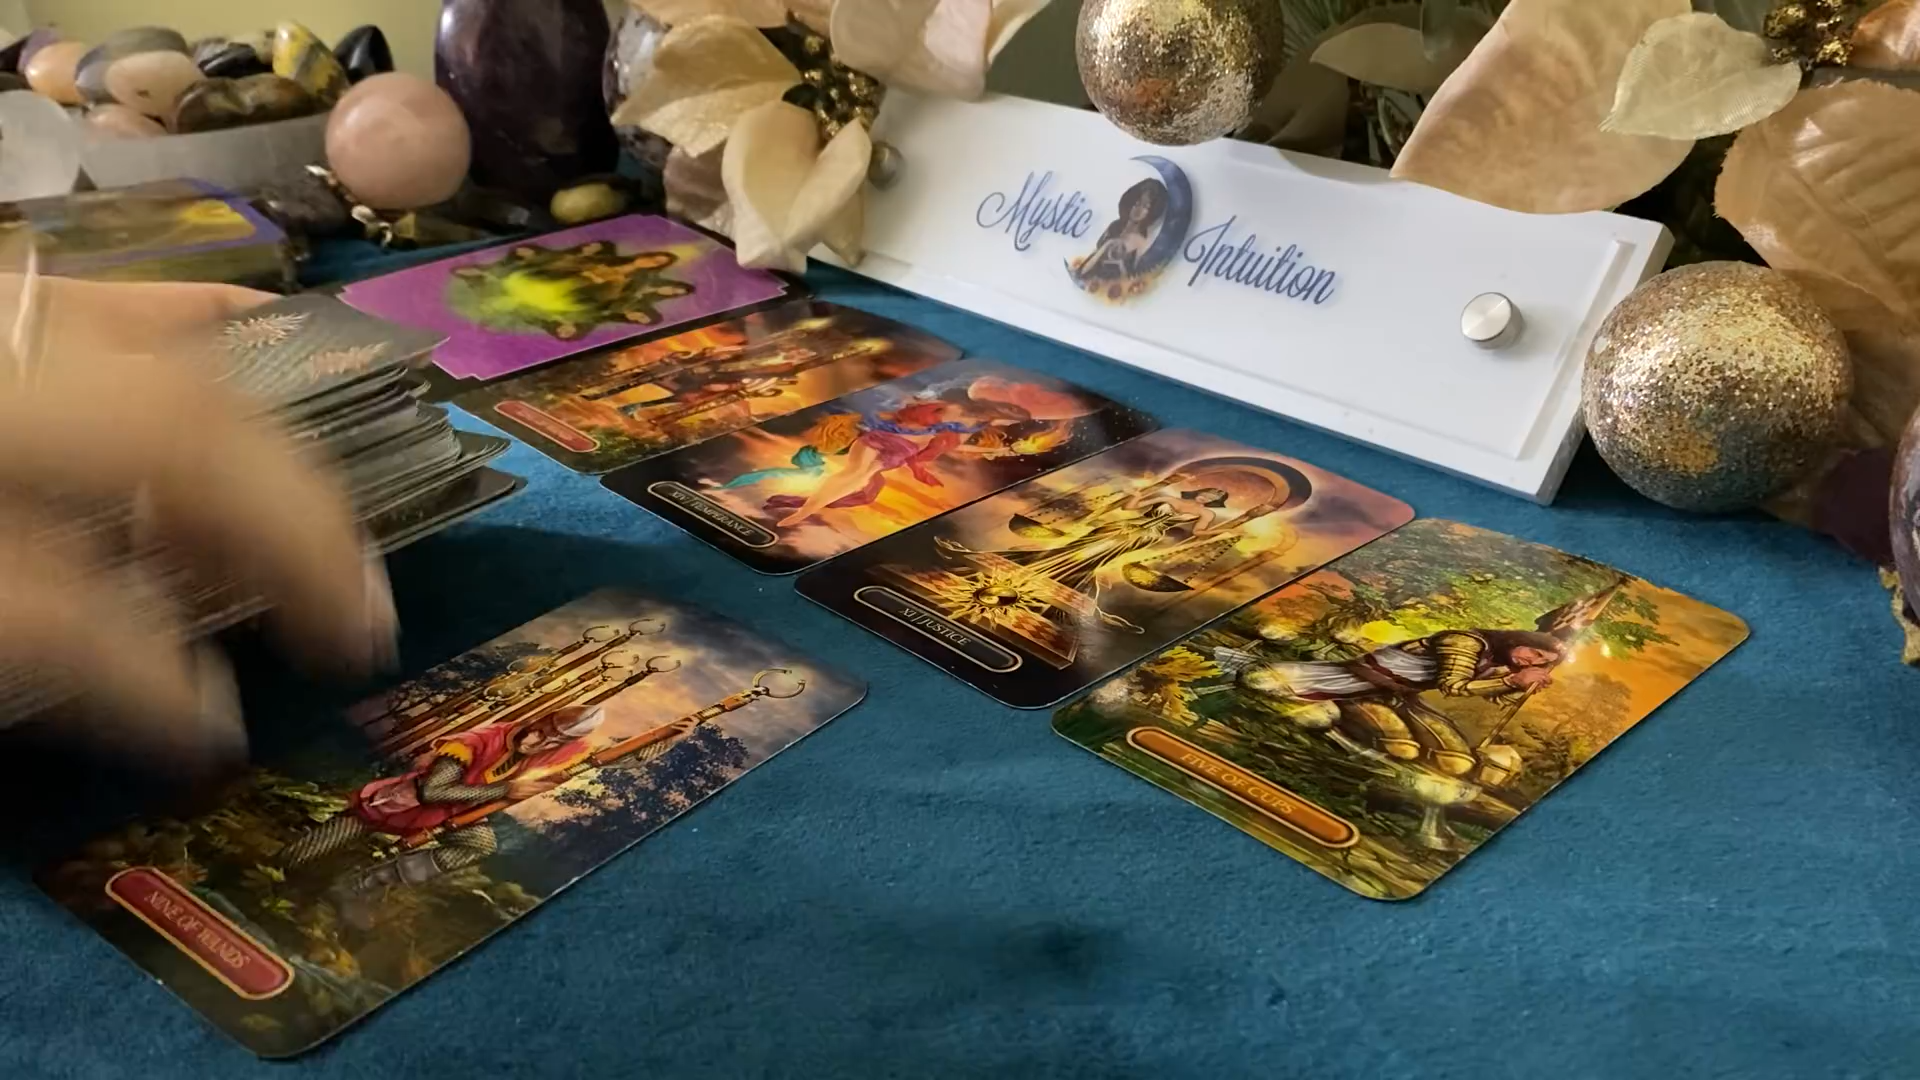 Mystic Intuition
XIV TEMPERANCE
XI JUSTICE
FIVE OF CUPS
NINE OF WANDS